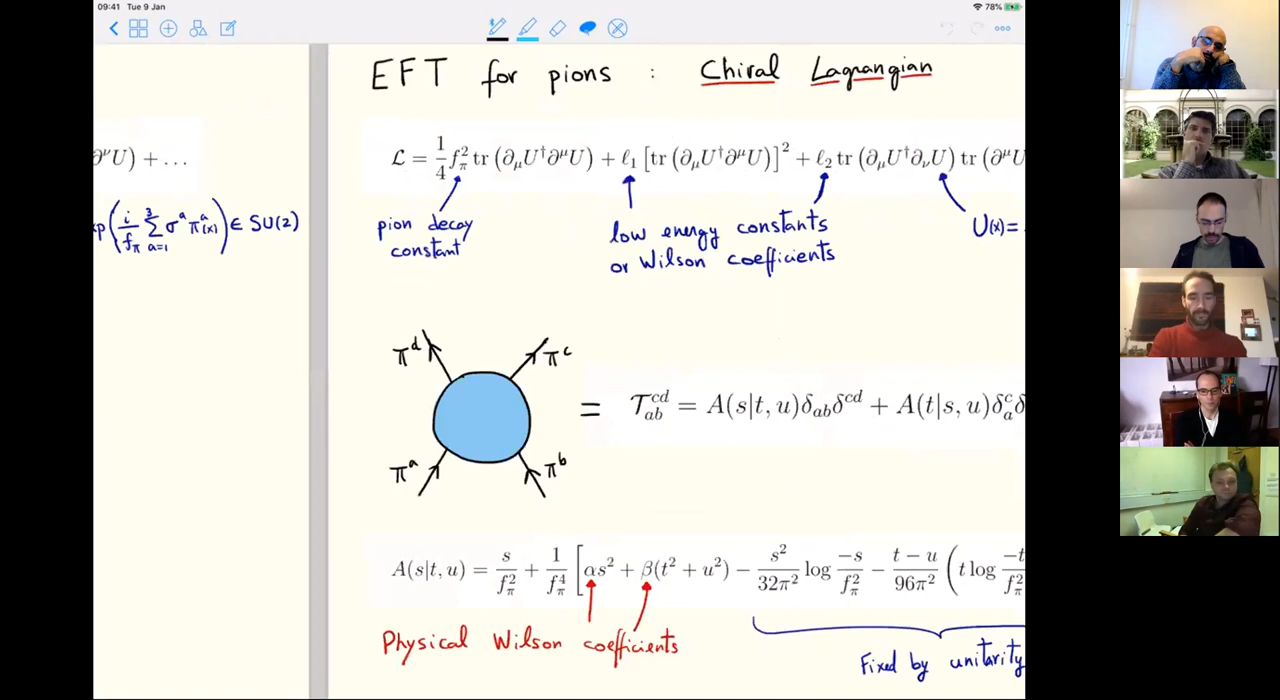 09:41 Tue 9 Jan
78%
EFT for pions : Chiral Lagrangian
∂^νU) + …
ℒ = 1/4 f_π^2 tr (∂_μU†∂^μU) + ℓ_1 [tr (∂_μU†∂^μU)]^2 + ℓ_2 tr (∂_μU†∂_νU) tr (∂^μU
p(i/f_π ∑_{a=1}^3 σ^a π^a(x)) ∈ SU(2)
pion decay
constant
low energy constants
or Wilson coefficients
U(x)=
π^d
π^c
π^a
π^b
= 𝒯_{ab}^{cd} = A(s|t, u)δ_{ab}δ^{cd} + A(t|s, u)δ_a^c δ
A(s|t, u) = s/f_π^2 + 1/f_π^4 [αs^2 + β(t^2 + u^2) − s^2/32π^2 log −s/f_π^2 − t − u/96π^2 (t log −t/f_π^2
Physical Wilson coefficients
Fixed by unitarity